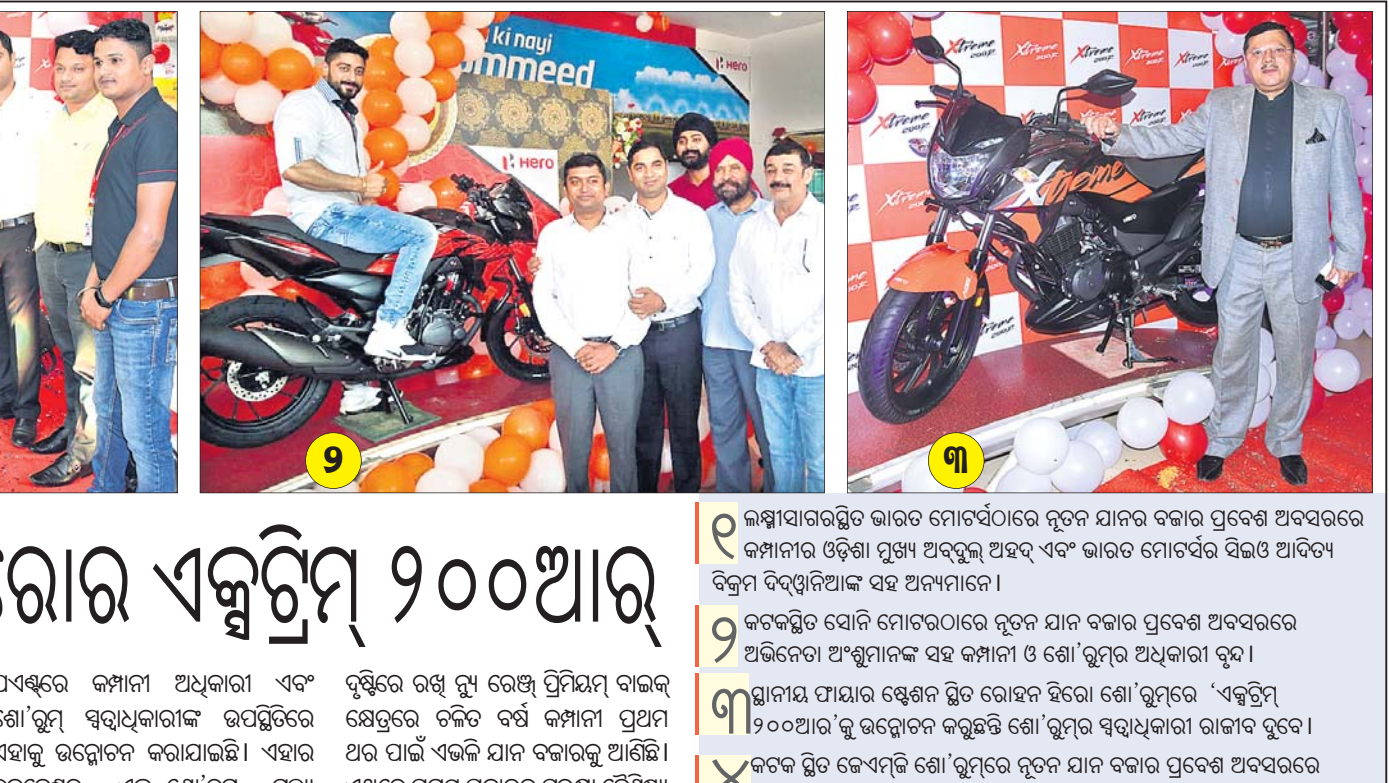 ki nayi
ummeed
Hero
Hero
Xtreme
200R
Xtreme
୨
୩
ରୋର ଏକ୍ସଟ୍ରିମ୍ ୨୦୦ଆର୍
କମ୍ପାନୀ ଅଧିକାରୀ ଏବଂ
ଶୋ'ରୁମ୍ ସ୍ୱତ୍ୱାଧିକାରୀଙ୍କ ଉପସ୍ଥିତିରେ
ଏହାକୁ ଉନ୍ମୋଚନ କରାଯାଇଛି। ଏହାର
ଦୃଷ୍ଟିରେ ରଖି ନ୍ୟୁ ରେଞ୍ଜ୍ ପ୍ରିମିୟମ୍ ବାଇକ୍
କ୍ଷେତ୍ରରେ ଚଳିତ ବର୍ଷ କମ୍ପାନୀ ପ୍ରଥମ
ଥର ପାଇଁ ଏଭଳି ଯାନ ବଜାରକୁ ଆଣିଛି।
୧ ଲକ୍ଷ୍ମୀସାଗରସ୍ଥିତ ଭାରତ ମୋଟର୍ସଠାରେ ନୂତନ ଯାନର ବଜାର ପ୍ରବେଶ ଅବସରରେ
କମ୍ପାନୀର ଓଡ଼ିଶା ମୁଖ୍ୟ ଅବ୍ଦୁଲ୍ ଅହଦ୍ ଏବଂ ଭାରତ ମୋଟର୍ସର ସିଇଓ ଆଦିତ୍ୟ
ବିକ୍ରମ ଦିଦ୍ୱାନିଆଙ୍କ ସହ ଅନ୍ୟମାନେ।
୨ କଟକସ୍ଥିତ ସୋନି ମୋଟରଠାରେ ନୂତନ ଯାନ ବଜାର ପ୍ରବେଶ ଅବସରରେ
ଅଭିନେତା ଅଂଶୁମାନଙ୍କ ସହ କମ୍ପାନୀ ଓ ଶୋ'ରୁମ୍‌ର ଅଧିକାରୀ ବୃନ୍ଦ।
୩ ସ୍ଥାନୀୟ ଫାୟାର ଷ୍ଟେଶନ ସ୍ଥିତ ରୋହନ ହିରୋ ଶୋ'ରୁମ୍‌ରେ 'ଏକ୍ସଟ୍ରିମ୍
୨୦୦ଆର'କୁ ଉନ୍ମୋଚନ କରୁଛନ୍ତି ଶୋ'ରୁମ୍‌ର ସ୍ୱତ୍ୱାଧିକାରୀ ରାଜୀବ ଦୁବେ।
କଟକ ସ୍ଥିତ ଜେଏମ୍‌ଜି ଶୋ'ରୁମ୍‌ରେ ନୂତନ ଯାନ ବଜାର ପ୍ରବେଶ ଅବସରରେ